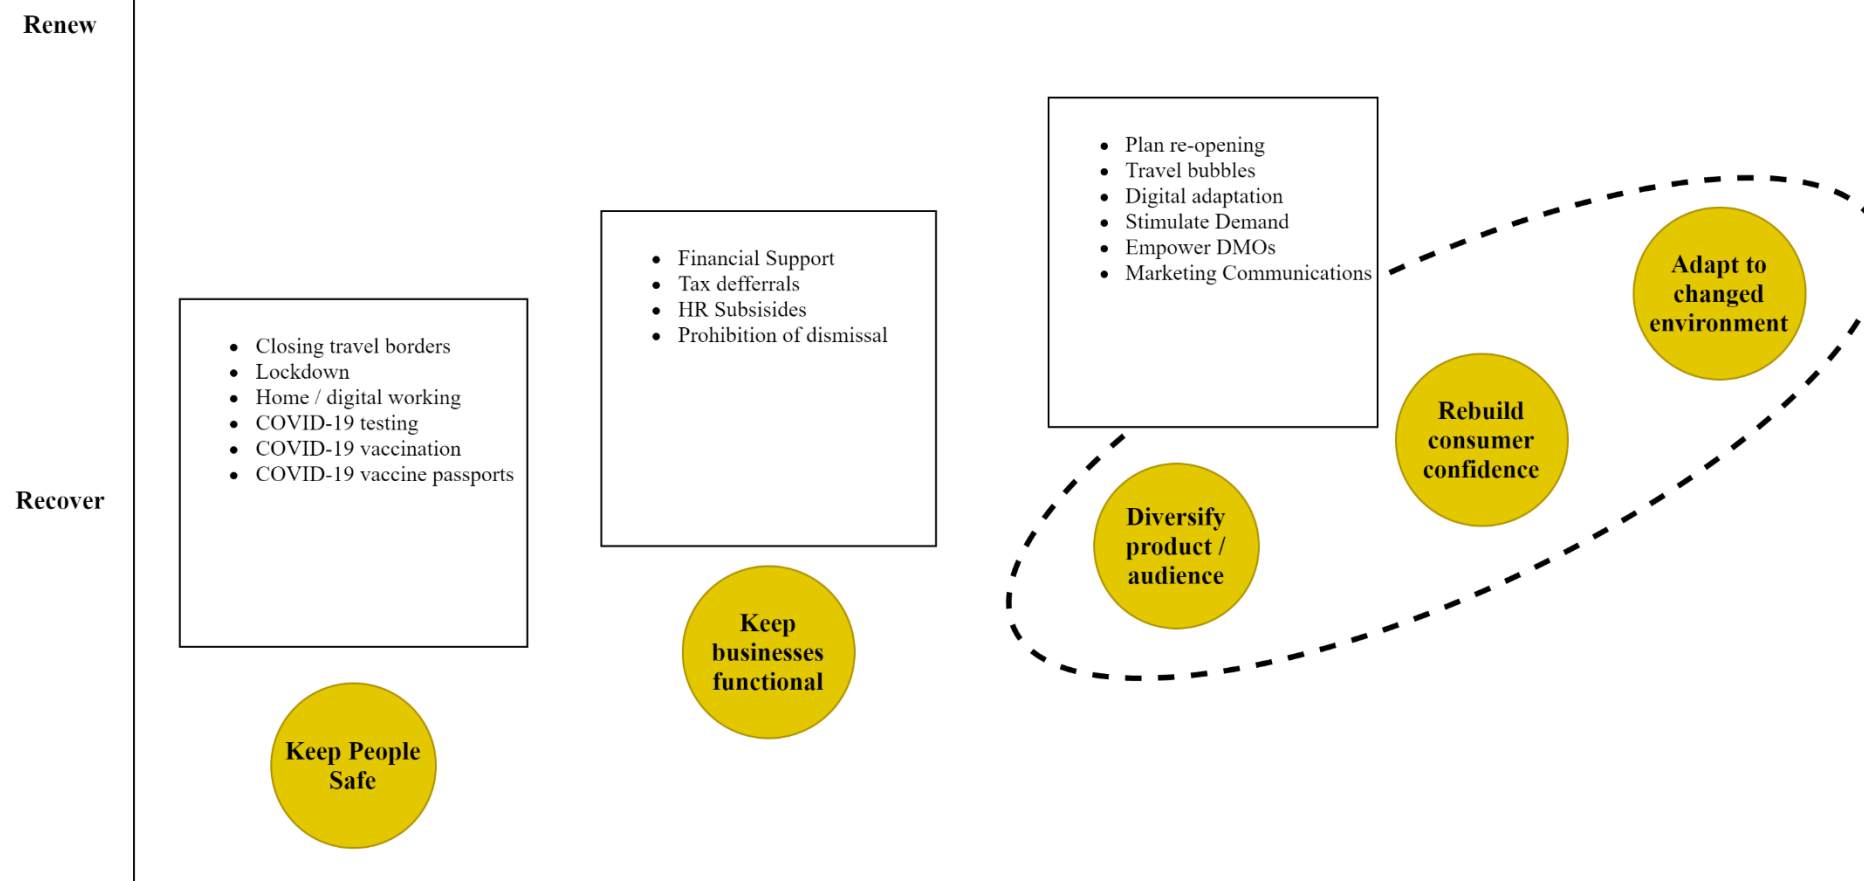 Renew
Recover
Closing travel borders
Lockdown
Home / digital working
COVID-19 testing
COVID-19 vaccination
COVID-19 vaccine passports
Keep People
Safe
Financial Support
Tax defferrals
HR Subsisides
Prohibition of dismissal
Keep
businesses
functional
Plan re-opening
Travel bubbles
Digital adaptation
Stimulate Demand
Empower DMOs
Marketing Communications
Diversify
product /
audience
Rebuild
consumer
confidence
Adapt to
changed
environment